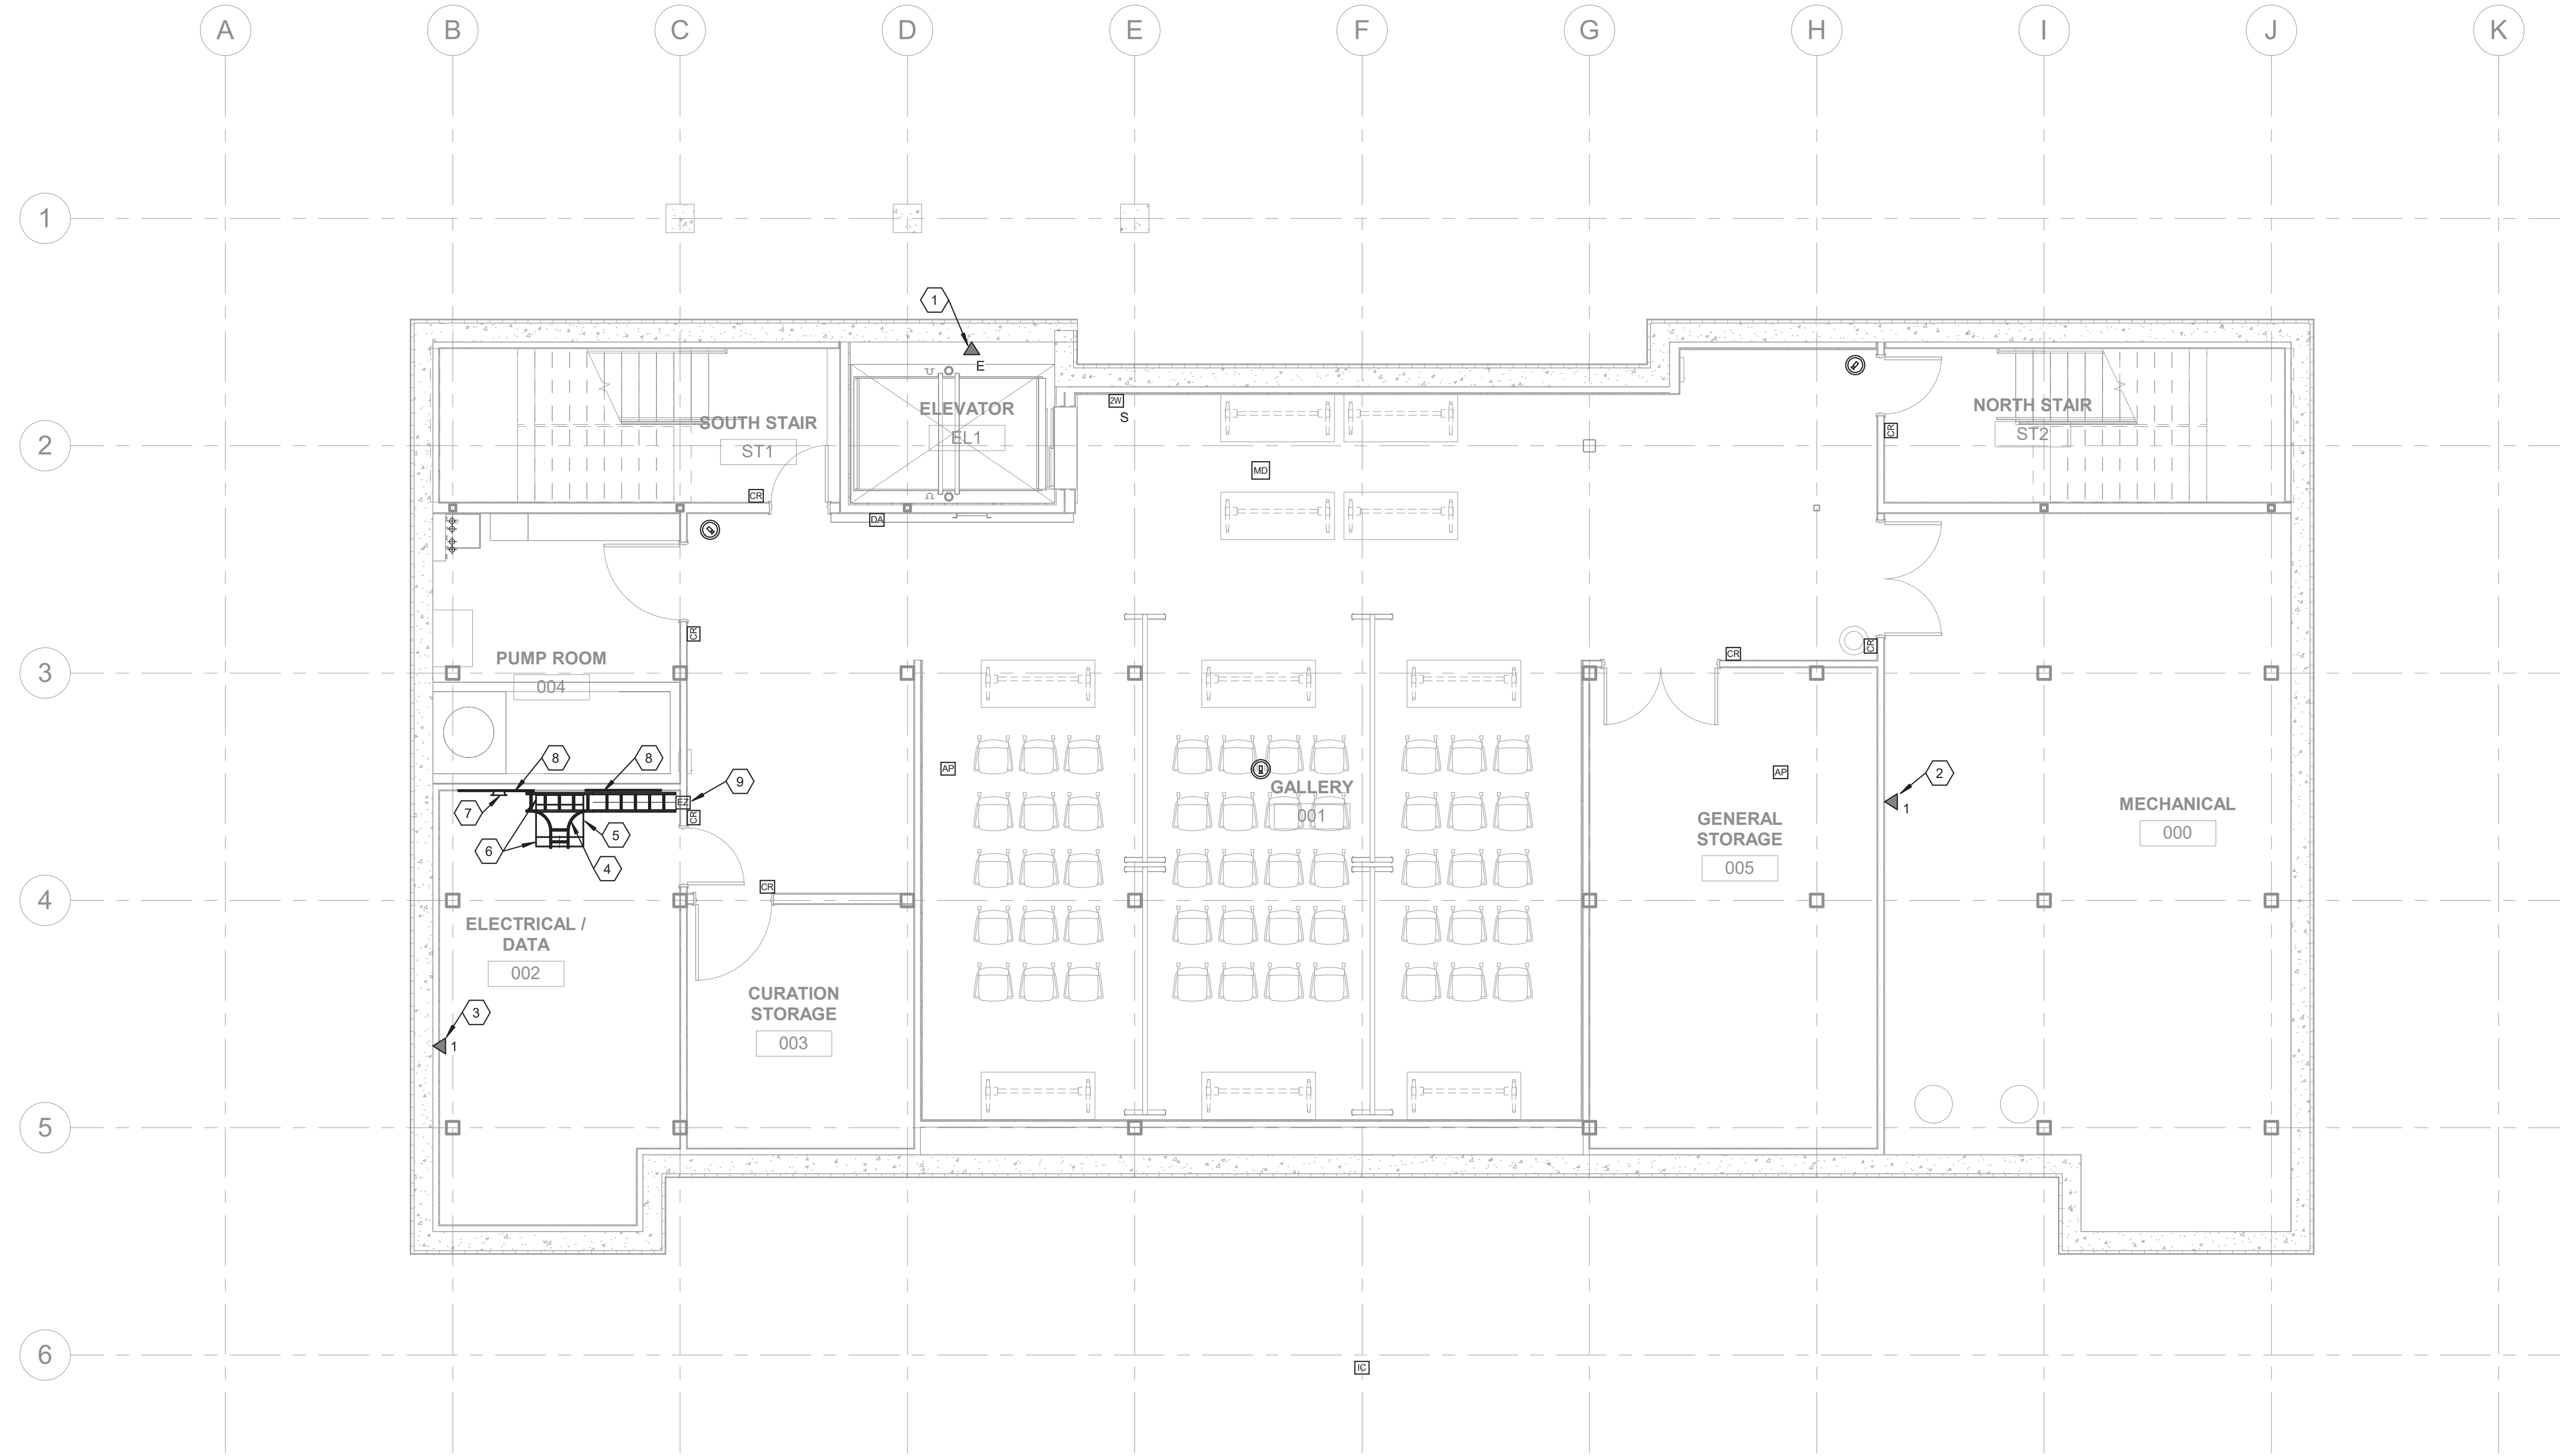 A B C D E F G H I J K
1
1
E
ELEVATOR
EL1
2W
S
SOUTH STAIR
ST1
NORTH STAIR
ST2
CR
2
MD
CR
DA
CR
CR
CR
PUMP ROOM
004
3
8
8
7
9
EZ
CR
5
6
4
AP
GALLERY
001
AP
2
1
GENERAL
STORAGE
005
MECHANICAL
000
CR
4
ELECTRICAL /
DATA
002
CURATION
STORAGE
003
3
1
5
6
IC